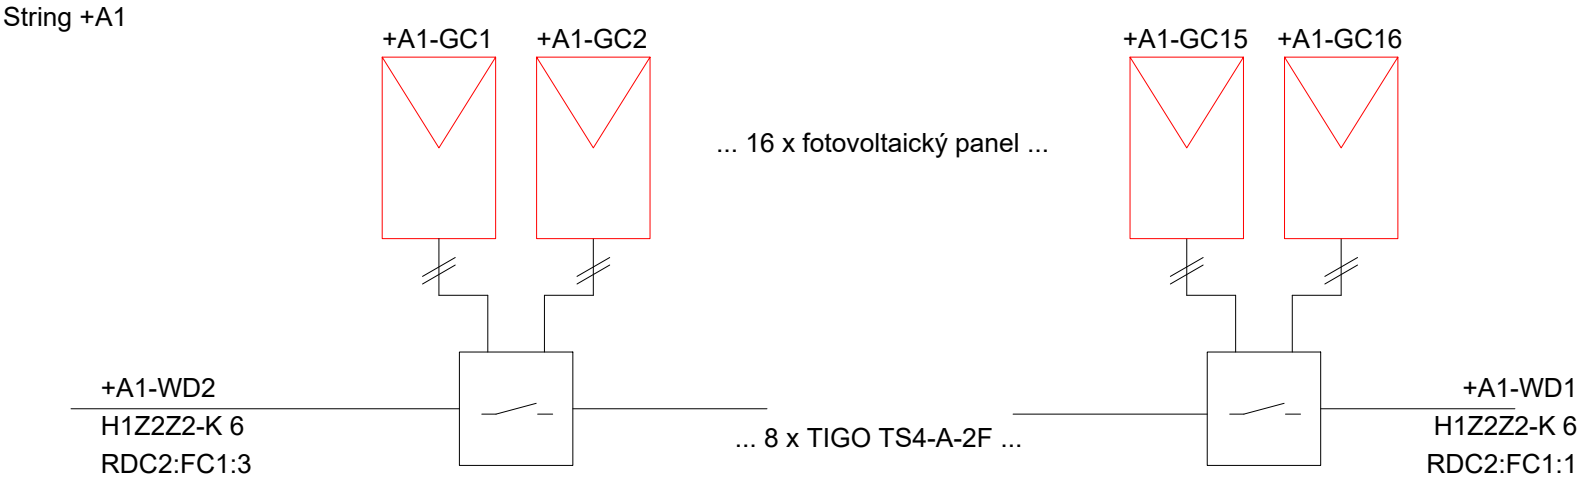 String +A1
+A1-GC1
+A1-GC2
+A1-GC15
+A1-GC16
... 16 x fotovoltaický panel ...
+A1-WD2
H1Z2Z2-K 6
RDC2:FC1:3
... 8 x TIGO TS4-A-2F ...
+A1-WD1
H1Z2Z2-K 6
RDC2:FC1:1